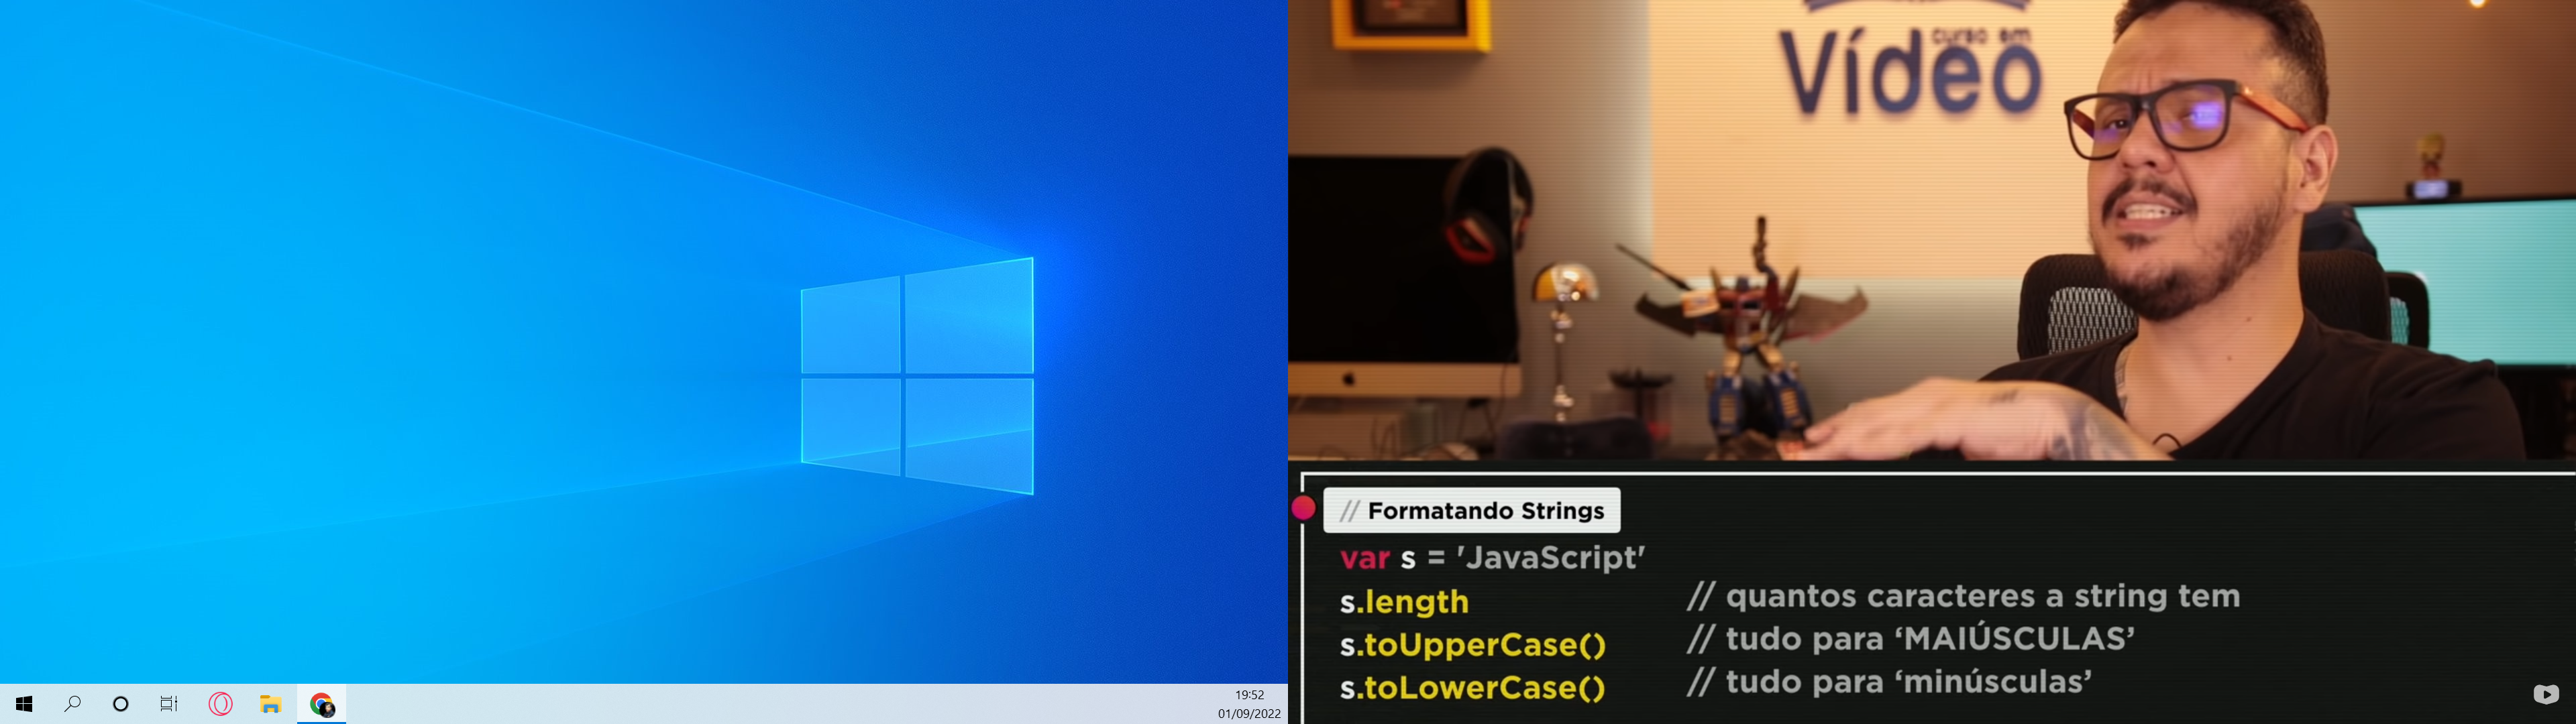 19:52
01/09/2022
curso em
Vídeo
// Formatando Strings
var s = 'JavaScript'
s.length // quantos caracteres a string tem
s.toUpperCase() // tudo para ‘MAIÚSCULAS’
s.toLowerCase() // tudo para ‘minúsculas’